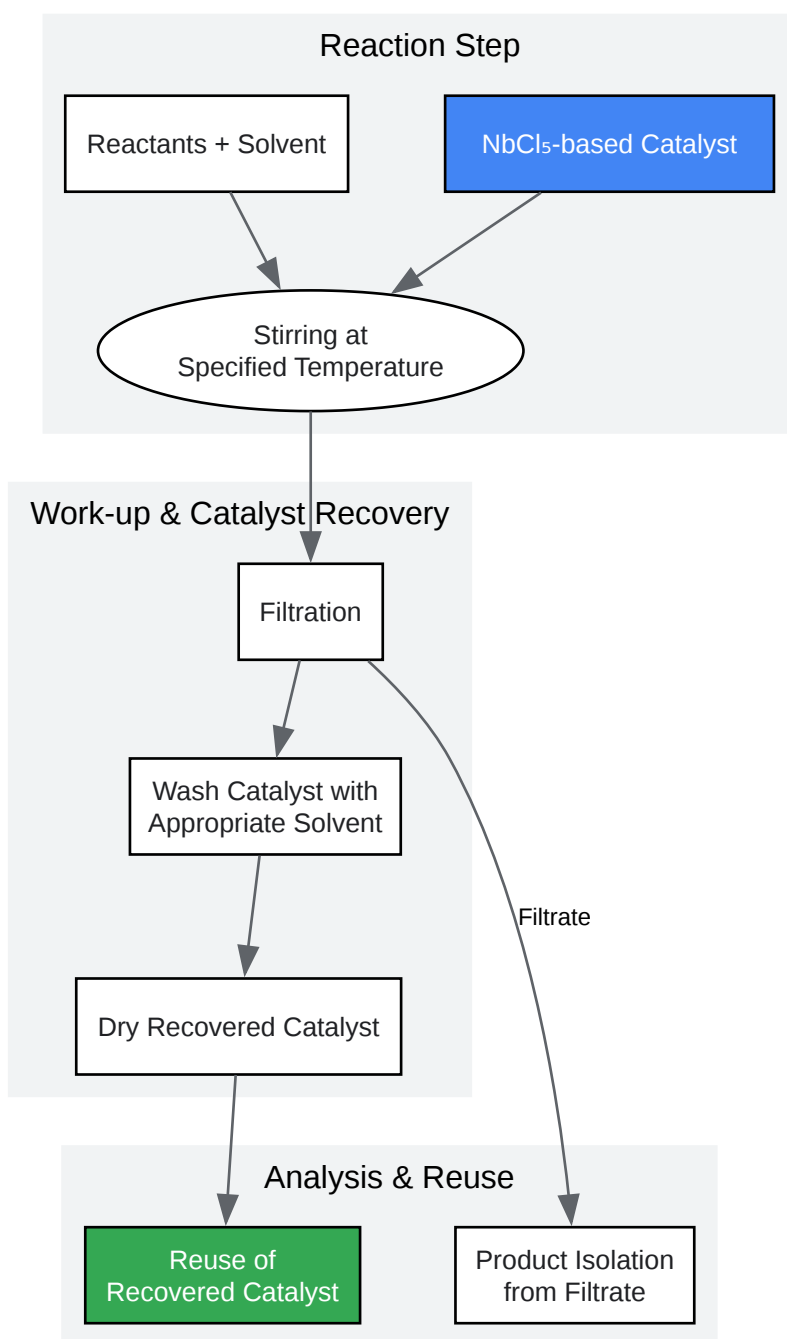 Reaction Step
Reactants + Solvent
NbCl₅-based Catalyst
Stirring at
Specified Temperature
Work-up & Catalyst Recovery
Filtration
Wash Catalyst with
Appropriate Solvent
Filtrate
Dry Recovered Catalyst
Analysis & Reuse
Reuse of
Recovered Catalyst
Product Isolation
from Filtrate